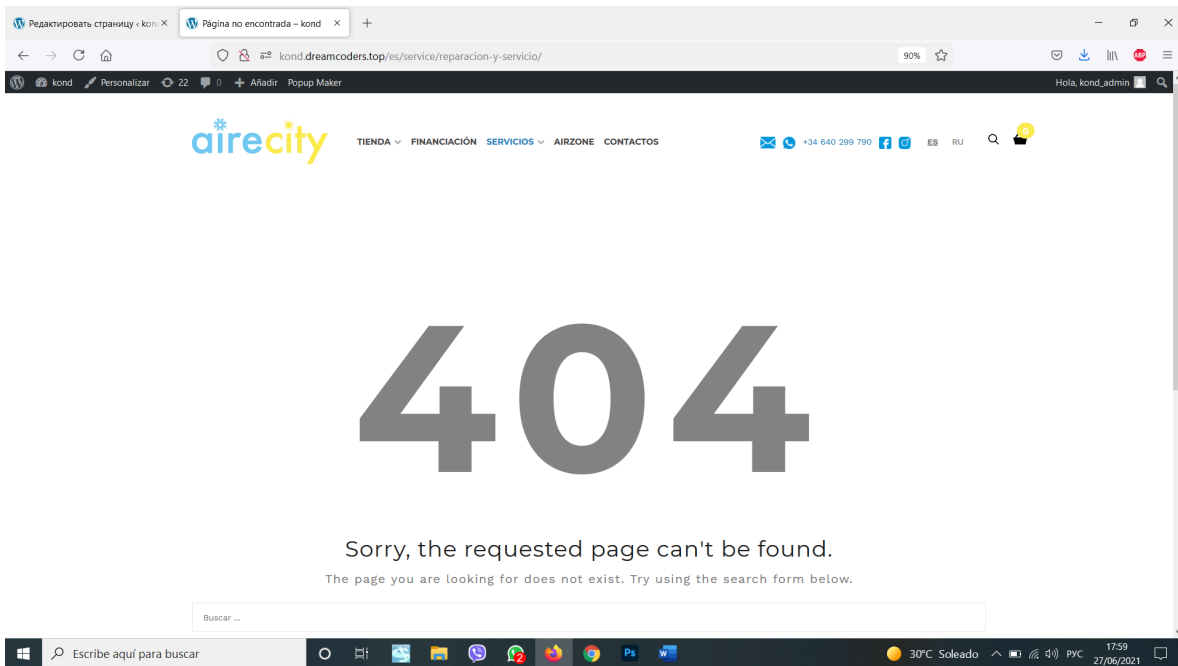 Редактировать страницу ‹ kon
Página no encontrada – kond
kond.dreamcoders.top/es/service/reparacion-y-servicio/
90%
ABP
kond Personalizar 22 0 Añadir Popup Maker
Hola, kond_admin
airecity
TIENDA FINANCIACIÓN SERVICIOS AIRZONE CONTACTOS
+34 640 299 790
ES RU
0
404
Sorry, the requested page can't be found.
The page you are looking for does not exist. Try using the search form below.
Buscar ...
Escribe aquí para buscar
2
Ps
W
30°C Soleado
РУС
17:59
27/06/2021